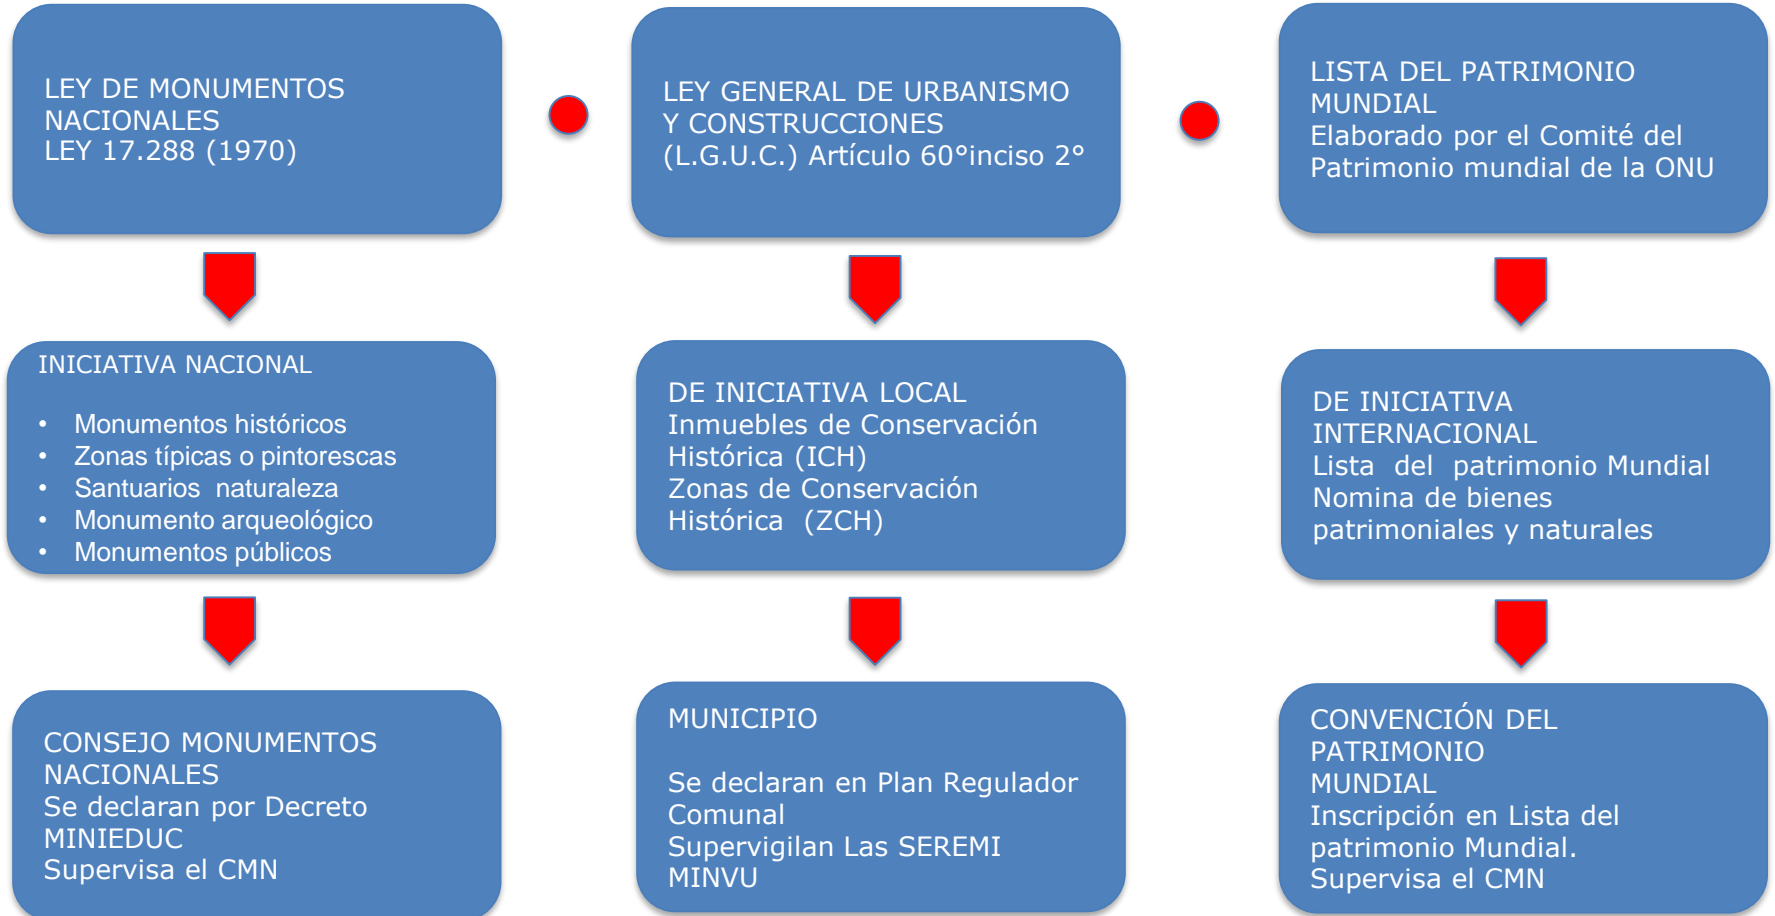 LEY DE MONUMENTOS
NACIONALES
LEY 17.288 (1970)
LEY GENERAL DE URBANISMO
Y CONSTRUCCIONES
(L.G.U.C.) Artículo 60°inciso 2°
LISTA DEL PATRIMONIO
MUNDIAL
Elaborado por el Comité del
Patrimonio mundial de la ONU
INICIATIVA NACIONAL
• Monumentos históricos
• Zonas típicas o pintorescas
• Santuarios naturaleza
• Monumento arqueológico
• Monumentos públicos
DE INICIATIVA LOCAL
Inmuebles de Conservación
Histórica (ICH)
Zonas de Conservación
Histórica (ZCH)
DE INICIATIVA
INTERNACIONAL
Lista del patrimonio Mundial
Nomina de bienes
patrimoniales y naturales
CONSEJO MONUMENTOS
NACIONALES
Se declaran por Decreto
MINIEDUC
Supervisa el CMN
MUNICIPIO
Se declaran en Plan Regulador
Comunal
Supervigilan Las SEREMI
MINVU
CONVENCIÓN DEL
PATRIMONIO
MUNDIAL
Inscripción en Lista del
patrimonio Mundial.
Supervisa el CMN